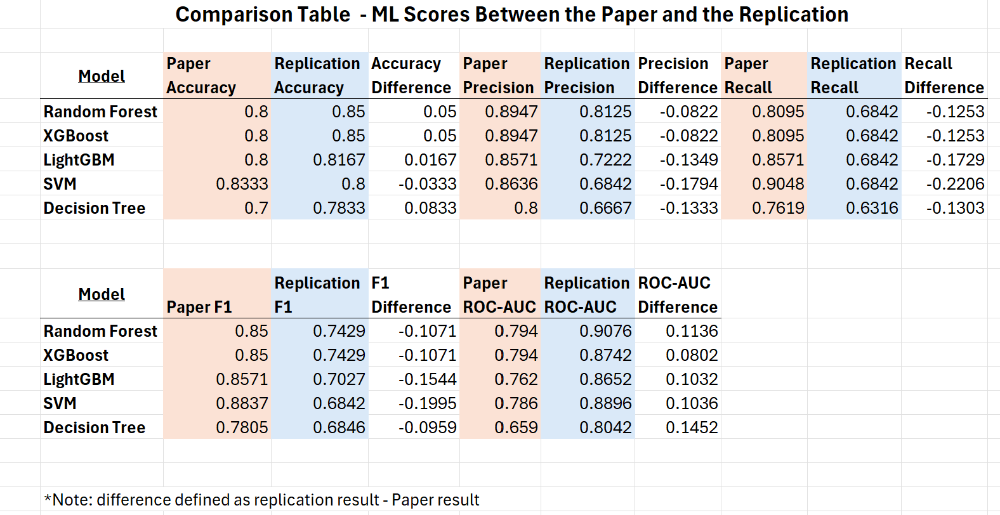 Comparison Table - ML Scores Between the Paper and the Replication
Model Paper Accuracy Replication Accuracy Accuracy Difference Paper Precision Replication Precision Precision Difference Paper Recall Replication Recall Recall Difference
Random Forest 0.8 0.85 0.05 0.8947 0.8125 -0.0822 0.8095 0.6842 -0.1253
XGBoost 0.8 0.85 0.05 0.8947 0.8125 -0.0822 0.8095 0.6842 -0.1253
LightGBM 0.8 0.8167 0.0167 0.8571 0.7222 -0.1349 0.8571 0.6842 -0.1729
SVM 0.8333 0.8 -0.0333 0.8636 0.6842 -0.1794 0.9048 0.6842 -0.2206
Decision Tree 0.7 0.7833 0.0833 0.8 0.6667 -0.1333 0.7619 0.6316 -0.1303
Model Paper F1 Replication F1 F1 Difference Paper ROC-AUC Replication ROC-AUC ROC-AUC Difference
Random Forest 0.85 0.7429 -0.1071 0.794 0.9076 0.1136
XGBoost 0.85 0.7429 -0.1071 0.794 0.8742 0.0802
LightGBM 0.8571 0.7027 -0.1544 0.762 0.8652 0.1032
SVM 0.8837 0.6842 -0.1995 0.786 0.8896 0.1036
Decision Tree 0.7805 0.6846 -0.0959 0.659 0.8042 0.1452
*Note: difference defined as replication result - Paper result